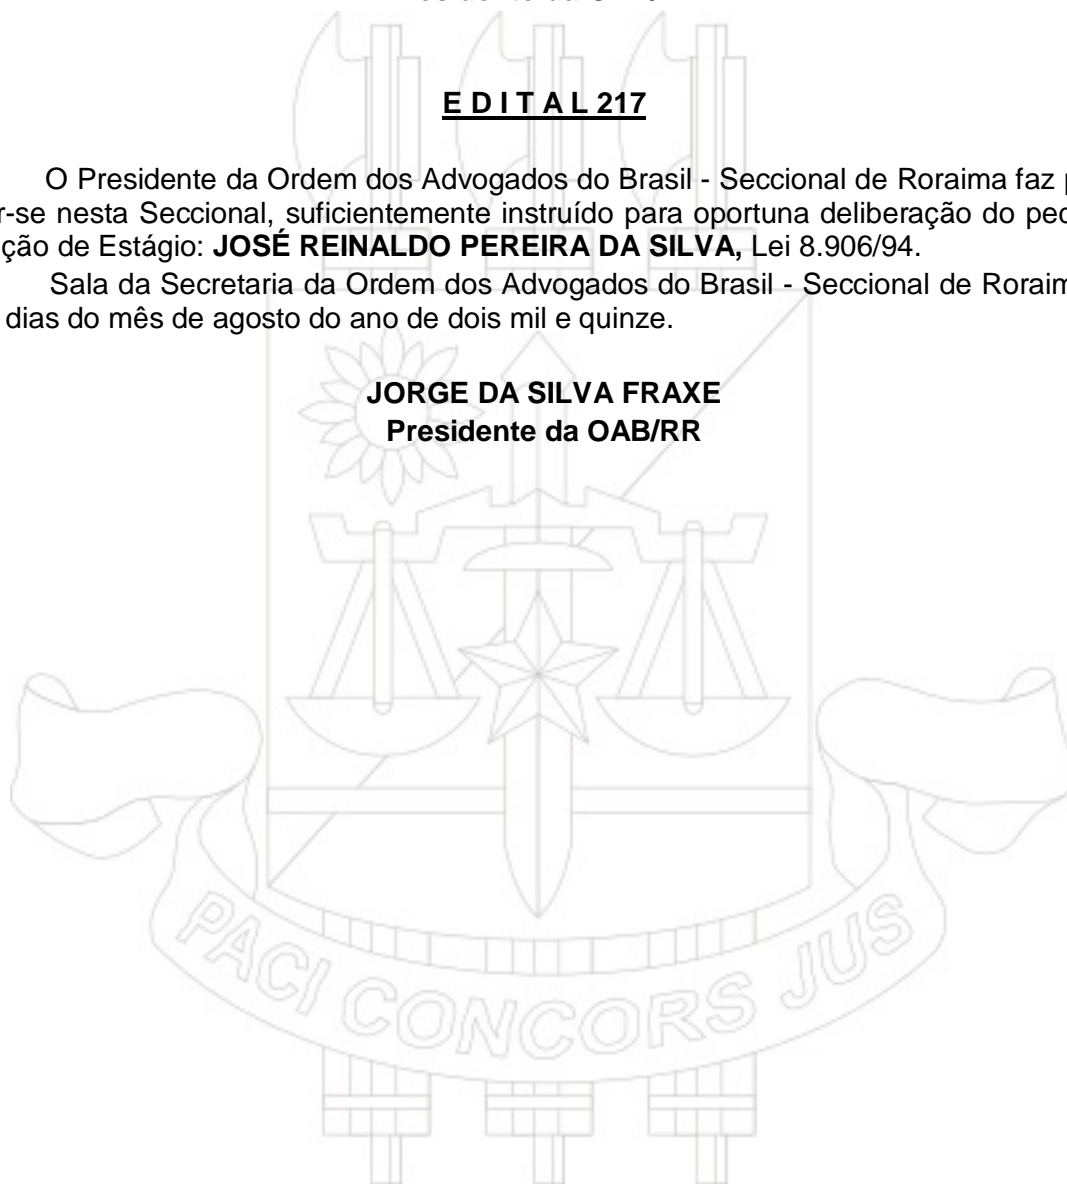 E D I T A L 217
O Presidente da Ordem dos Advogados do Brasil - Seccional de Roraima faz
r-se nesta Seccional, suficientemente instruído para oportuna deliberação do
ção de Estágio: JOSÉ REINALDO PEREIRA DA SILVA, Lei 8.906/94.
Sala da Secretaria da Ordem dos Advogados do Brasil - Seccional de
dias do mês de agosto do ano de dois mil e quinze.
JORGE DA SILVA FRAXE
Presidente da OAB/RR
PACI CONCORS JUS